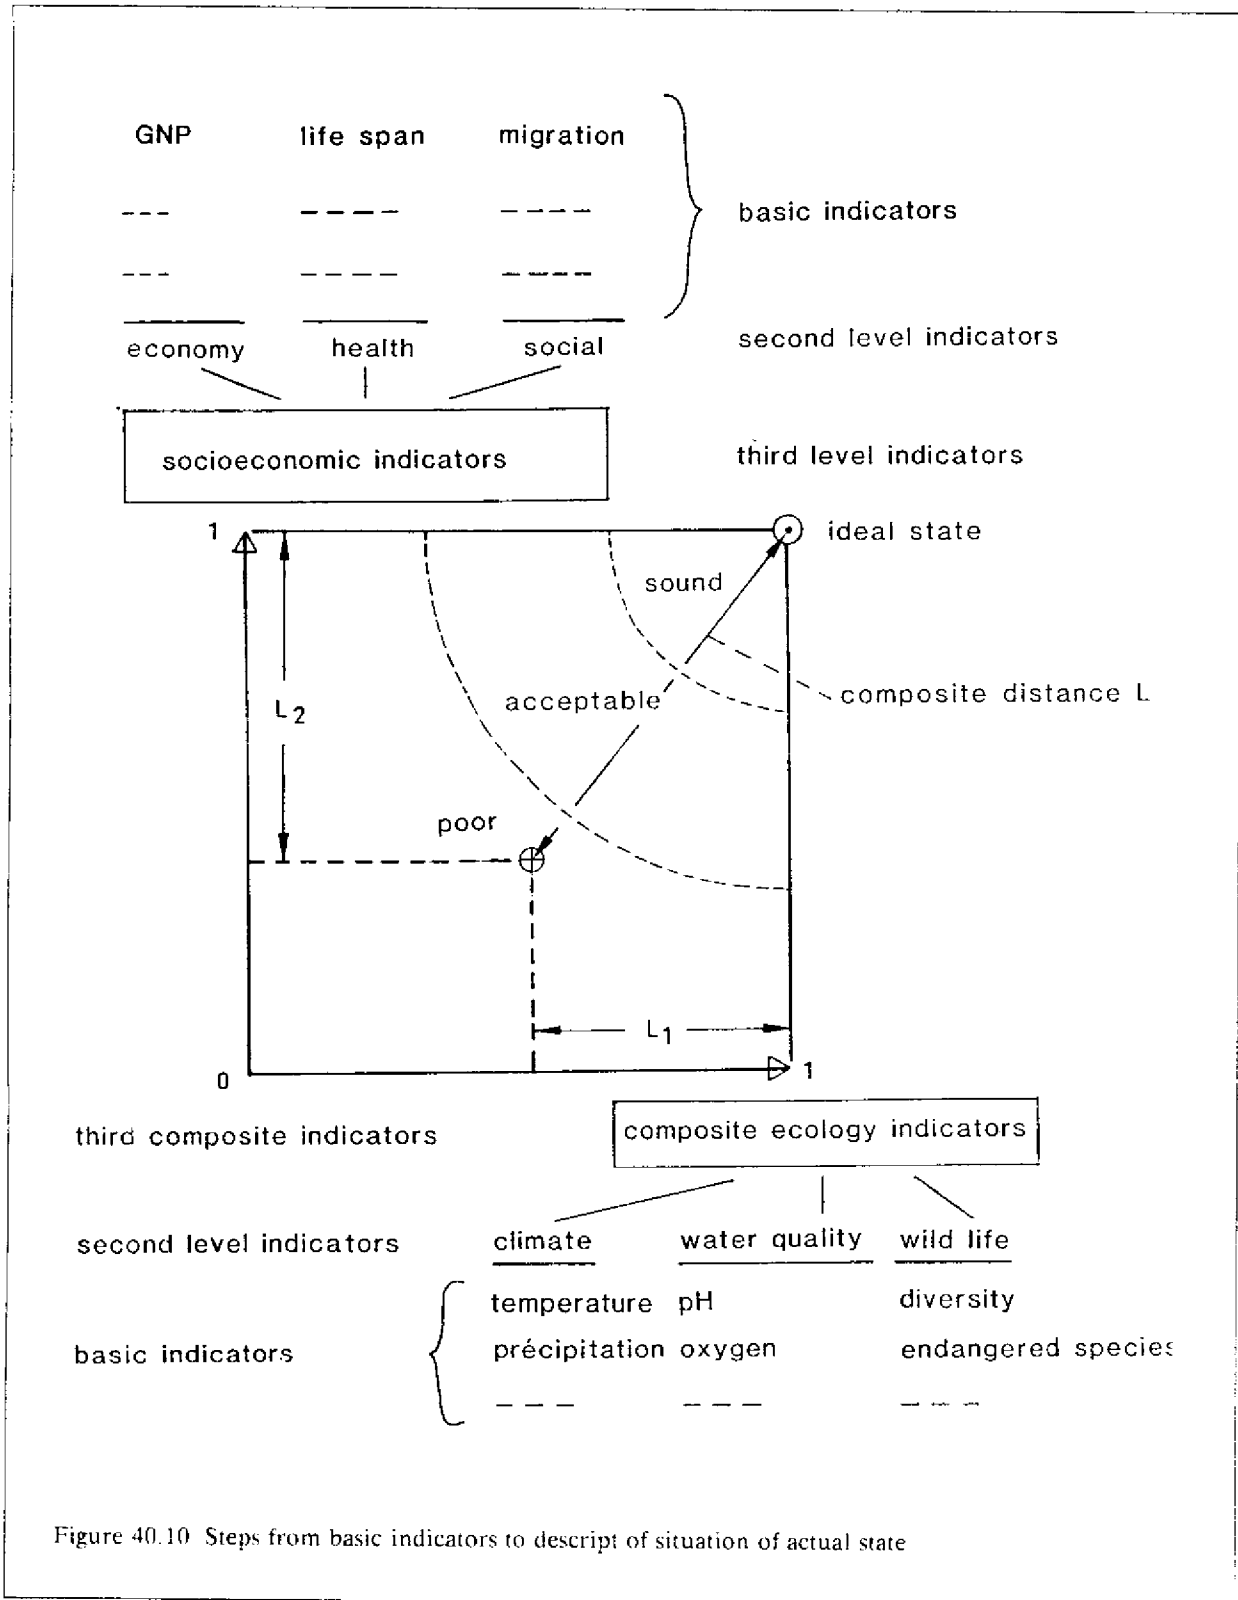 GNP life span migration
basic indicators
economy health social
second level indicators
socioeconomic indicators
third level indicators
1
ideal state
sound
acceptable
composite distance L
L2
poor
L1
0
1
third composite indicators
composite ecology indicators
second level indicators
climate water quality wild life
temperature pH diversity
basic indicators
précipitation oxygen endangered species
Figure 40.10 Steps from basic indicators to descript of situation of actual state